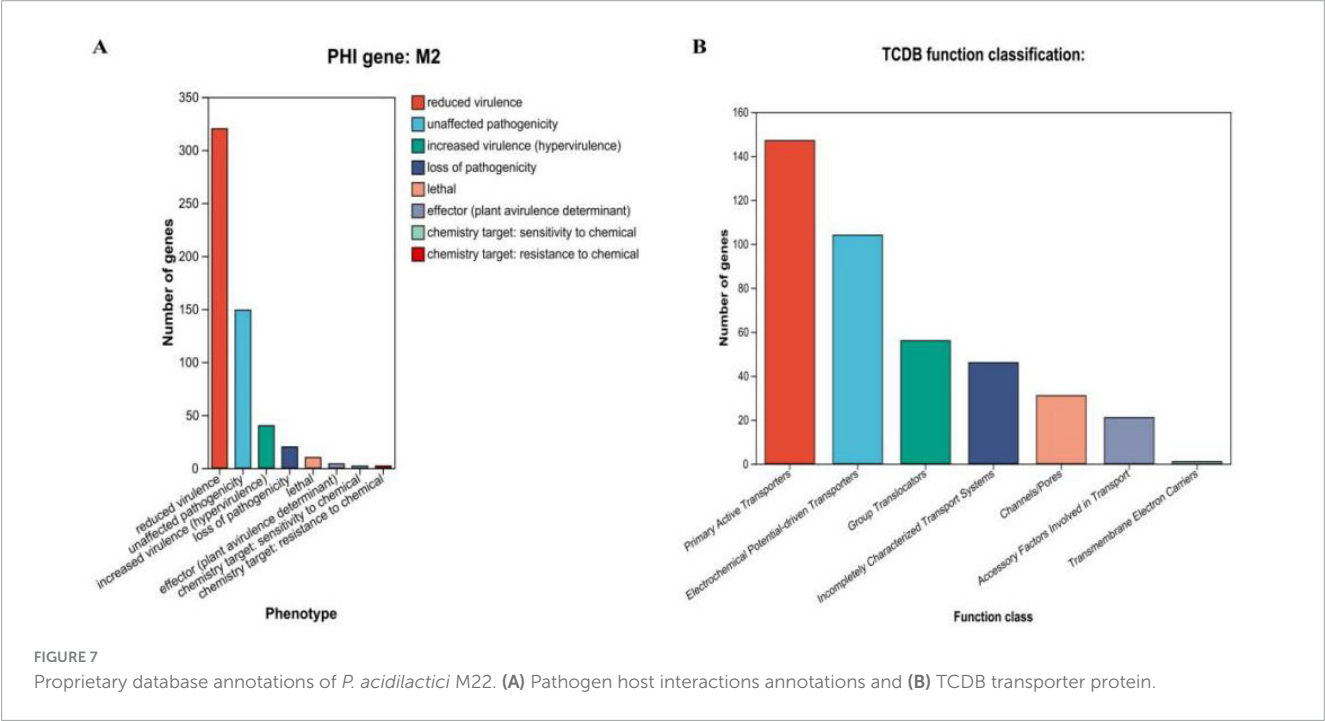 A
PHI gene: M2
350
300
250
200
150
100
50
0
Number of genes
reduced virulence
unaffected pathogenicity
increased virulence (hypervirulence)
loss of pathogenicity
lethal
effector (plant avirulence determinant)
chemistry target: sensitivity to chemical
chemistry target: resistance to chemical
Phenotype
reduced virulence
unaffected pathogenicity
increased virulence (hypervirulence)
loss of pathogenicity
lethal
effector (plant avirulence determinant)
chemistry target: sensitivity to chemical
chemistry target: resistance to chemical
B
TCDB function classification:
160
140
120
100
80
60
40
20
0
Number of genes
Primary Active Transporters
Electrochemical Potential-driven Transporters
Group Translocators
Incompletely Characterized Transport Systems
Channels/Pores
Accessory Factors Involved in Transport
Transmembrane Electron Carriers
Function class
FIGURE 7
Proprietary database annotations of P. acidilactici M22. (A) Pathogen host interactions annotations and (B) TCDB transporter protein.